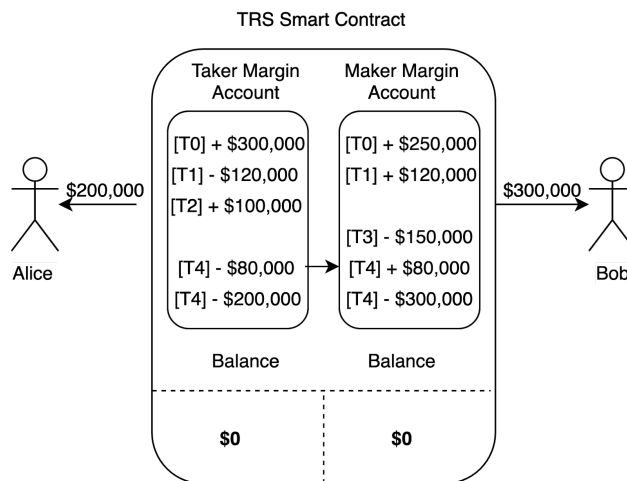 TRS Smart Contract
Taker Margin
Account
Maker Margin
Account
[T0] + $300,000
[T1] - $120,000
[T2] + $100,000
[T4] - $80,000
[T4] - $200,000
[T0] + $250,000
[T1] + $120,000
[T3] - $150,000
[T4] + $80,000
[T4] - $300,000
$200,000
Alice
$300,000
Bob
Balance
Balance
$0
$0